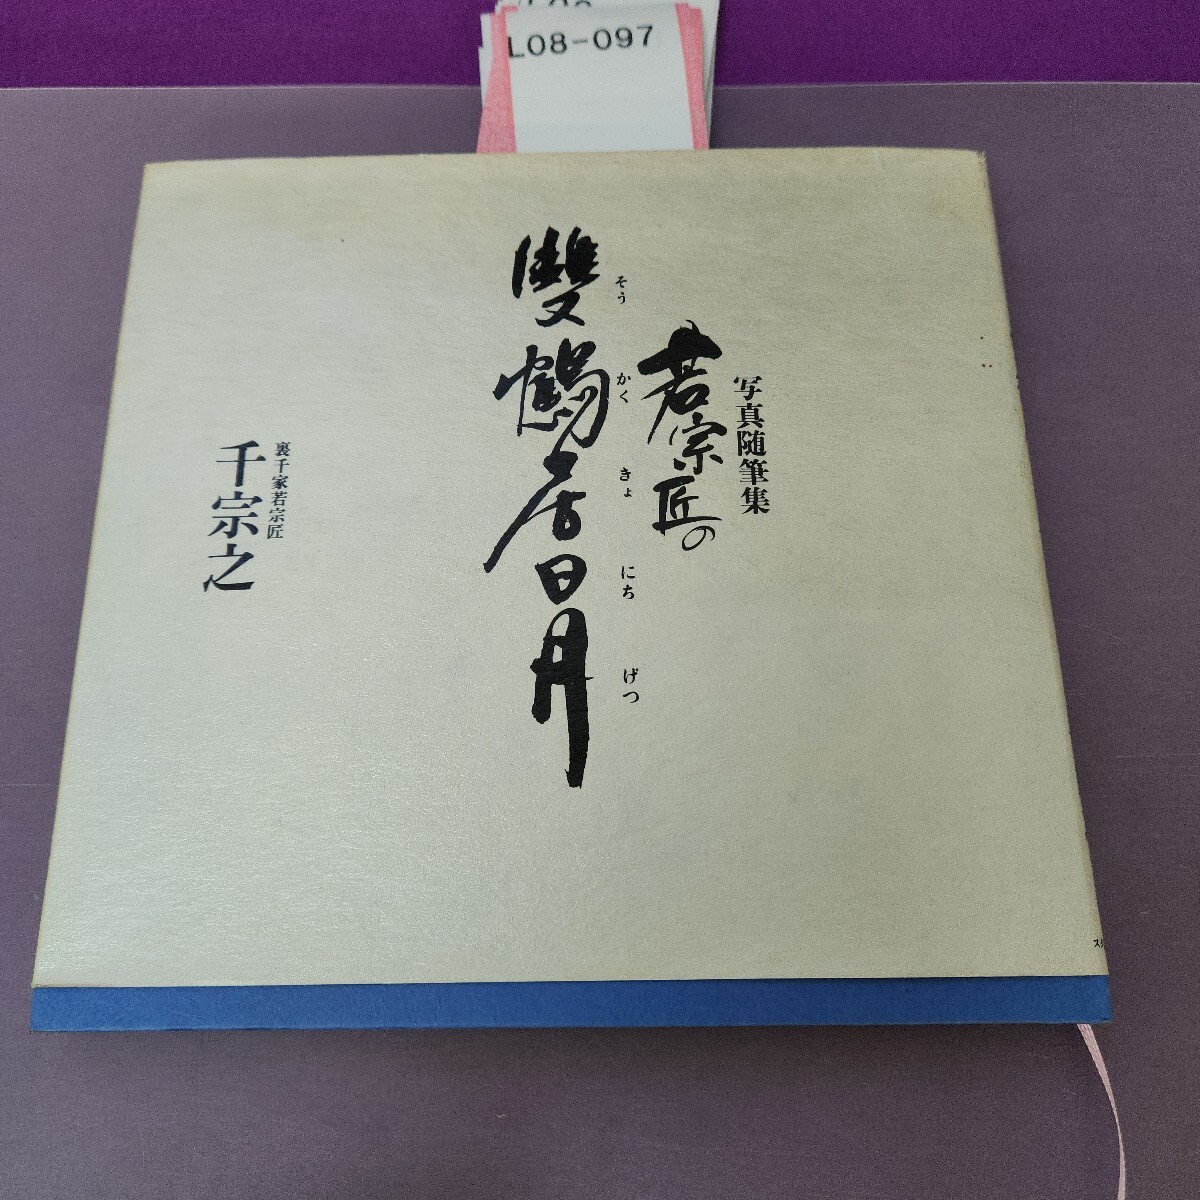 L08-097
写真随筆集
若宗匠の
雙鶴居日月
そう かく きょ にち げつ
裏千家若宗匠
千宗之